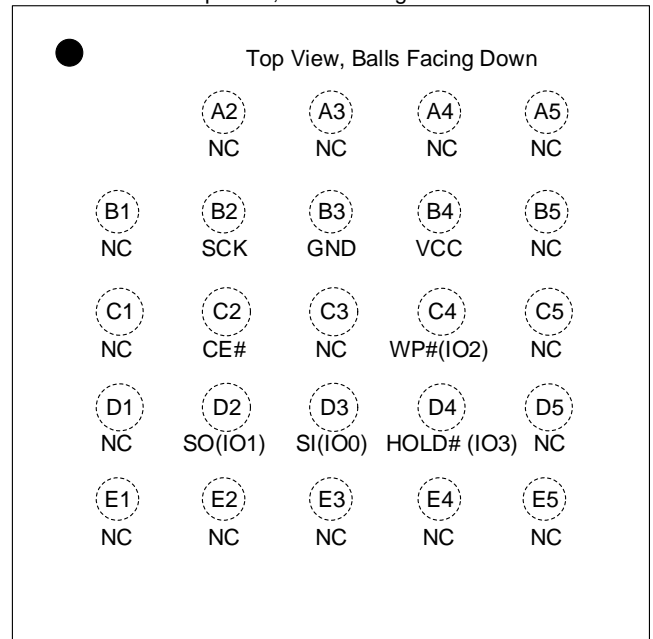 Top View, Balls Facing Down
A2 A3 A4 A5
NC NC NC NC
B1 B2 B3 B4 B5
NC SCK GND VCC NC
C1 C2 C3 C4 C5
NC CE# NC WP#(IO2) NC
D1 D2 D3 D4 D5
NC SO(IO1) SI(IO0) HOLD# (IO3) NC
E1 E2 E3 E4 E5
NC NC NC NC NC